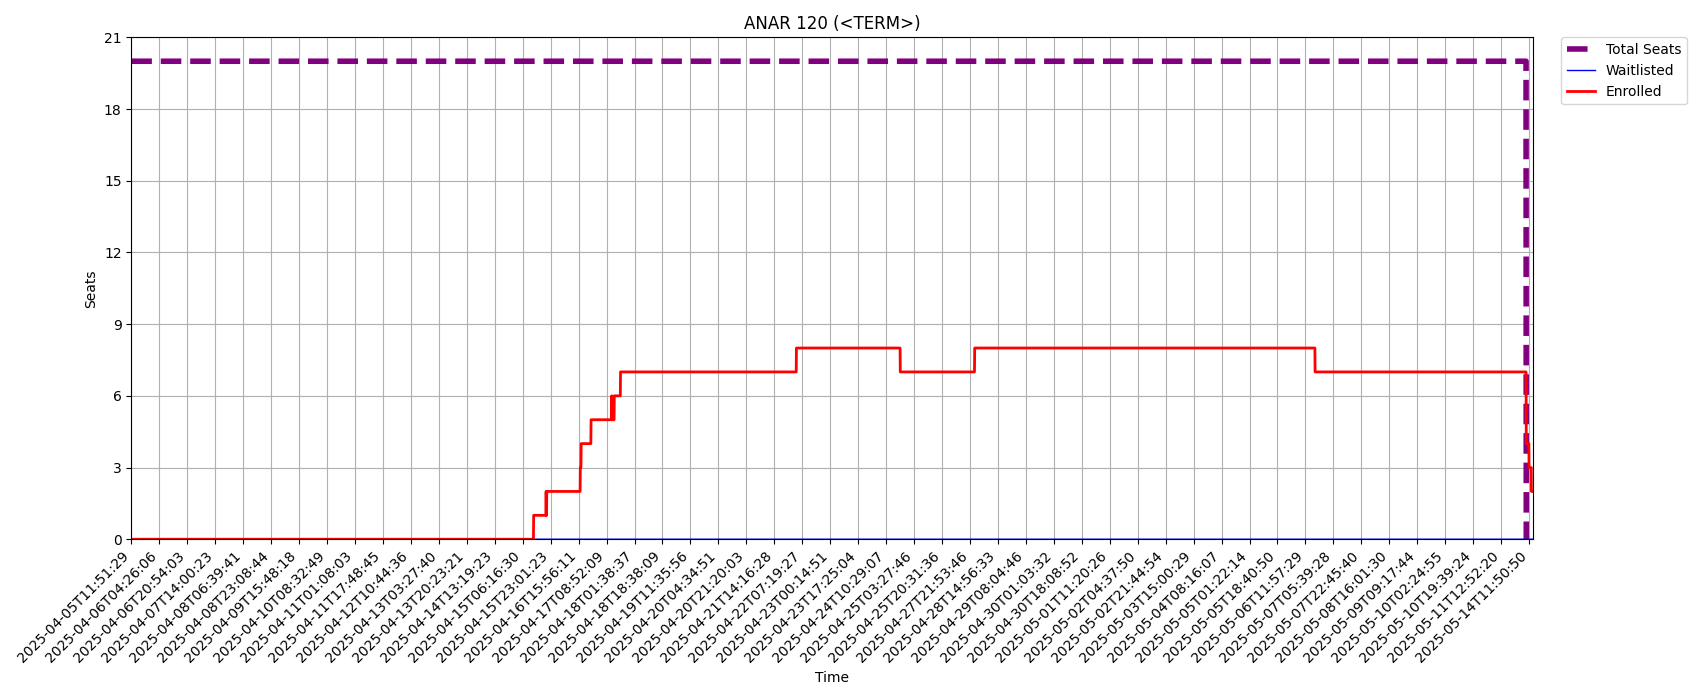 ANAR 120 (<TERM>)
Total Seats
Waitlisted
Enrolled
21
18
15
12
9
6
3
0
Seats
2025-04-05T11:51:29
2025-04-06T04:26:06
2025-04-06T20:54:03
2025-04-07T14:00:23
2025-04-08T06:39:41
2025-04-08T23:08:44
2025-04-09T15:48:18
2025-04-10T08:32:49
2025-04-11T01:08:03
2025-04-11T17:48:45
2025-04-12T10:44:36
2025-04-13T03:27:40
2025-04-13T20:23:21
2025-04-14T13:19:23
2025-04-15T06:16:30
2025-04-15T23:01:23
2025-04-16T15:56:11
2025-04-17T08:52:09
2025-04-18T01:38:37
2025-04-18T18:38:09
2025-04-19T11:35:56
2025-04-20T04:34:51
2025-04-20T21:20:03
2025-04-21T14:16:28
2025-04-22T07:19:27
2025-04-23T00:14:51
2025-04-23T17:25:04
2025-04-24T10:29:07
2025-04-25T03:27:46
2025-04-25T20:31:36
2025-04-27T21:53:46
2025-04-28T14:56:33
2025-04-29T08:04:46
2025-04-30T01:03:32
2025-04-30T18:08:52
2025-05-01T11:20:26
2025-05-02T04:37:50
2025-05-02T21:44:54
2025-05-03T15:00:29
2025-05-04T08:16:07
2025-05-05T01:22:14
2025-05-05T18:40:50
2025-05-06T11:57:29
2025-05-07T05:39:28
2025-05-07T22:45:40
2025-05-08T16:01:30
2025-05-09T09:17:44
2025-05-10T02:24:55
2025-05-10T19:39:24
2025-05-11T12:52:20
2025-05-14T11:50:50
Time